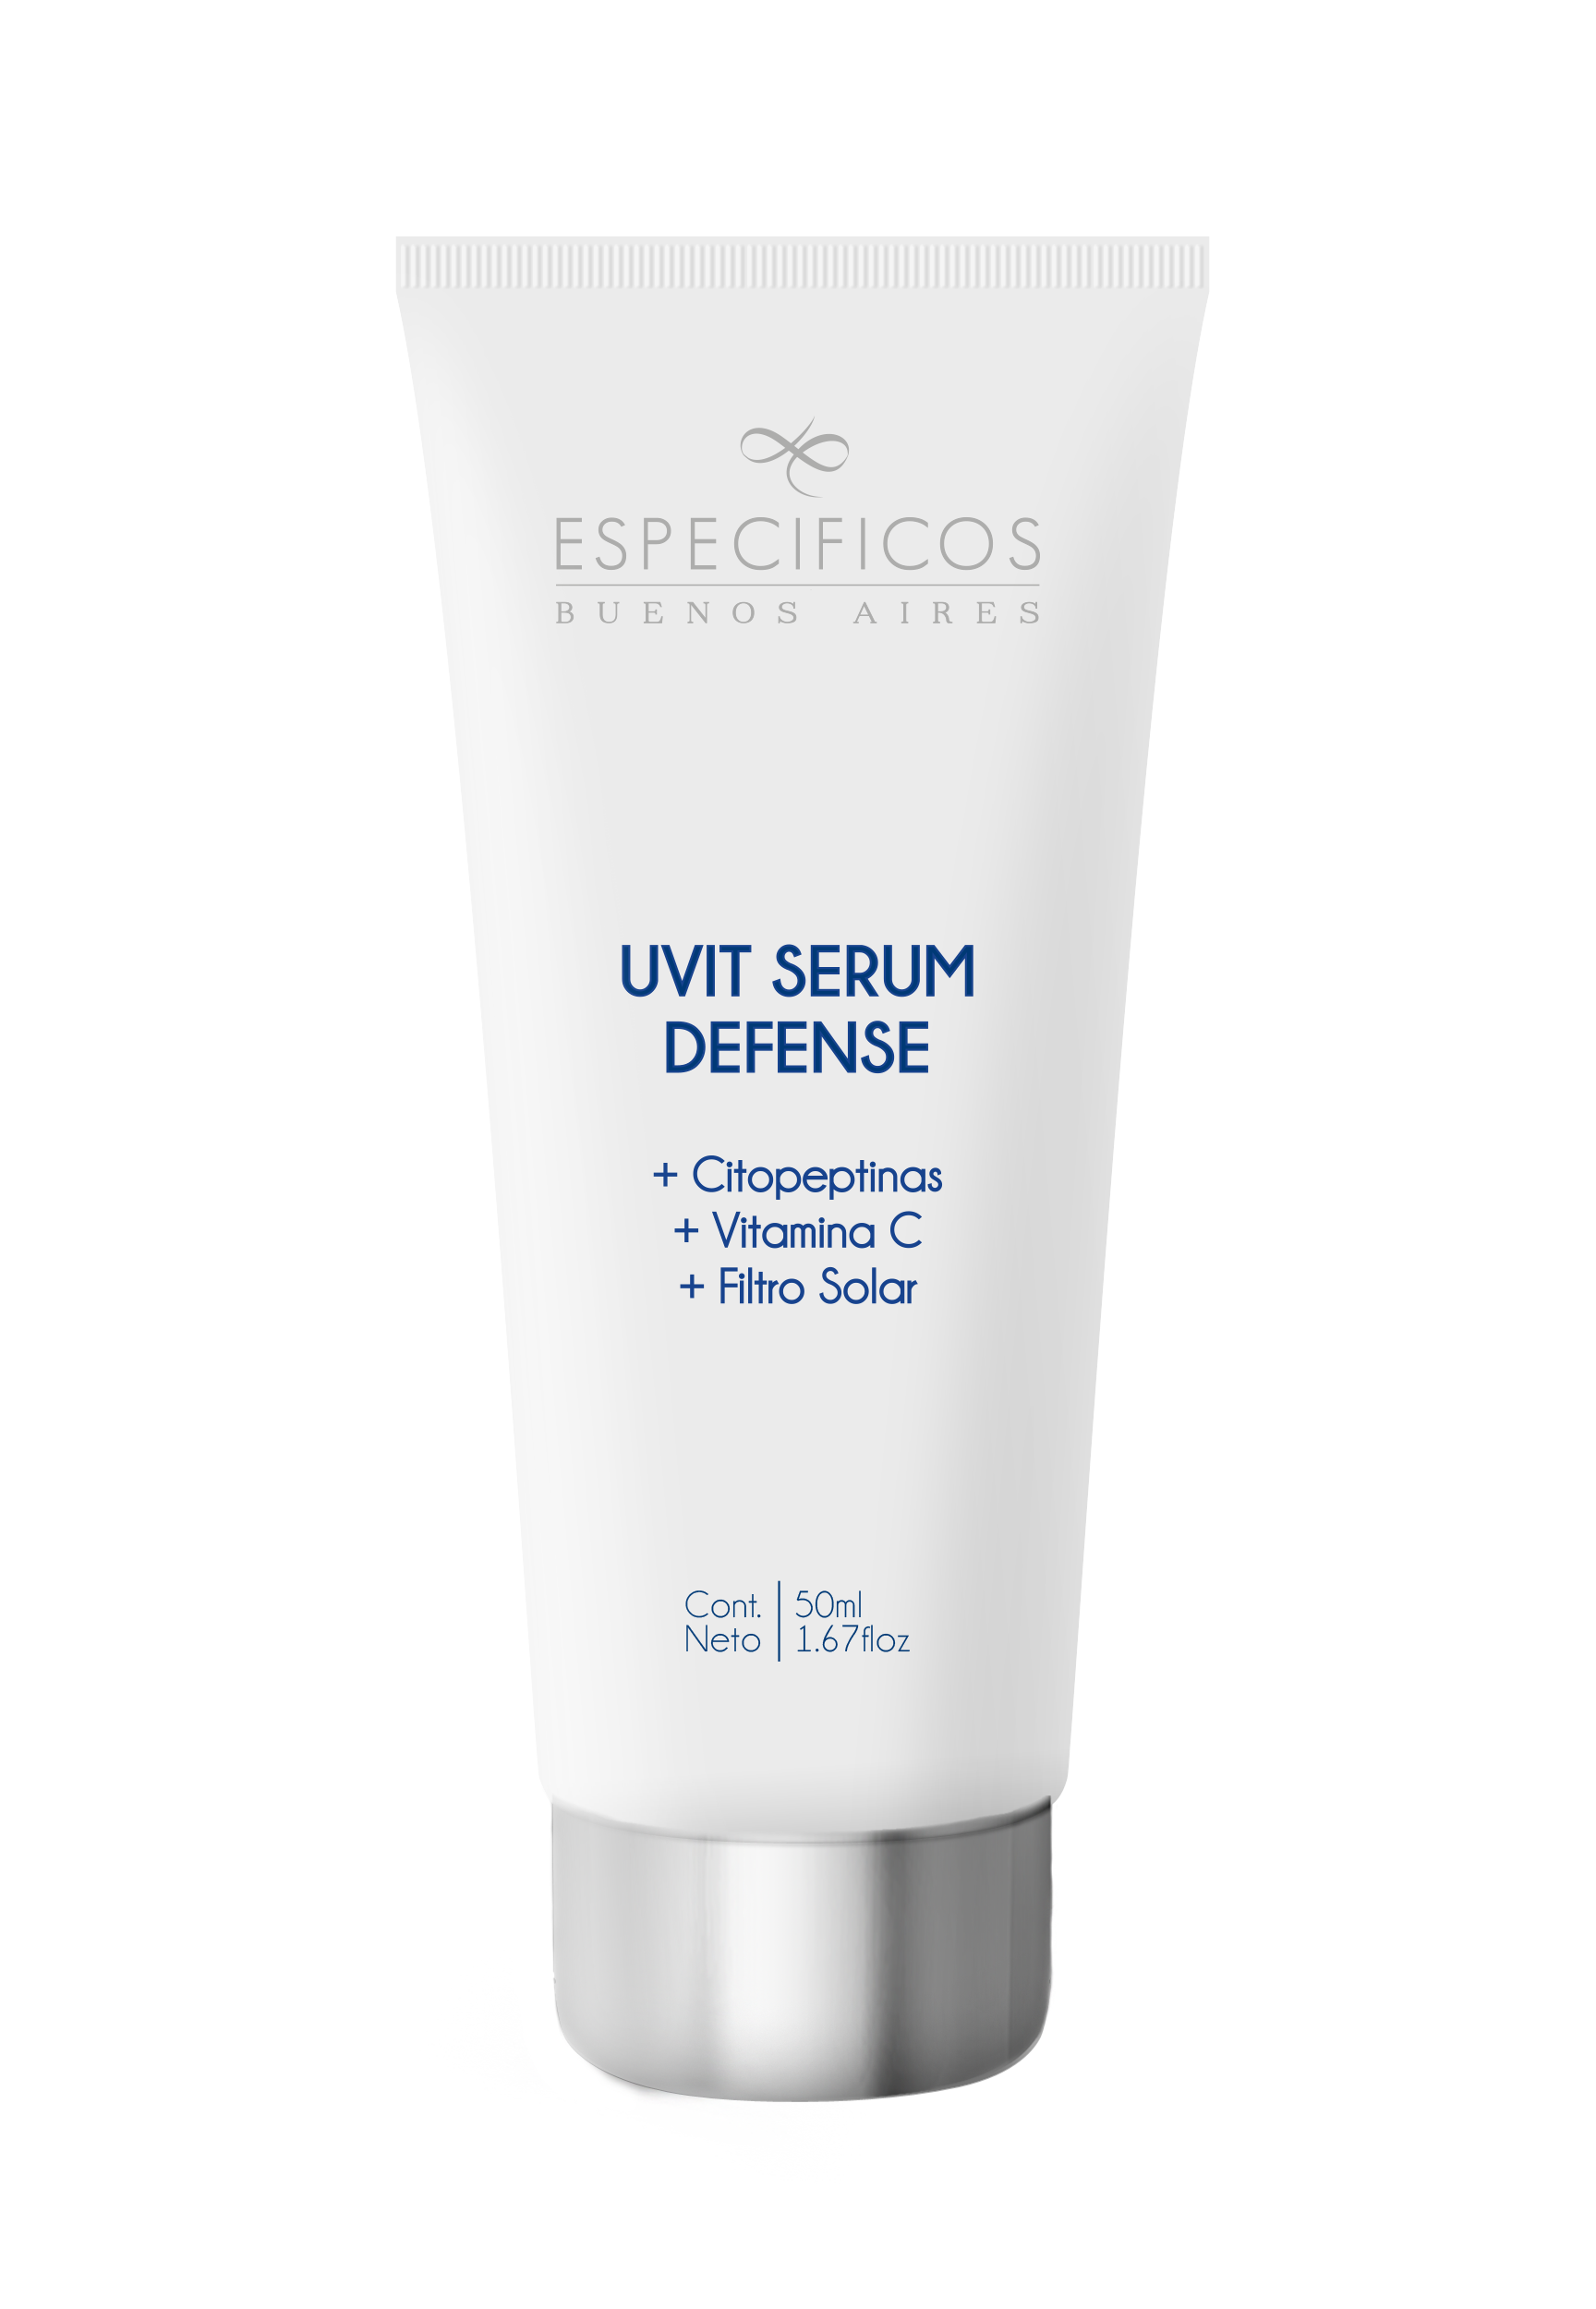 ESPECIFICOS
BUENOS AIRES
UVIT SERUM
DEFENSE
+ Citopeptinas
+ Vitamina C
+ Filtro Solar
Cont. 50ml
Neto 1.67floz